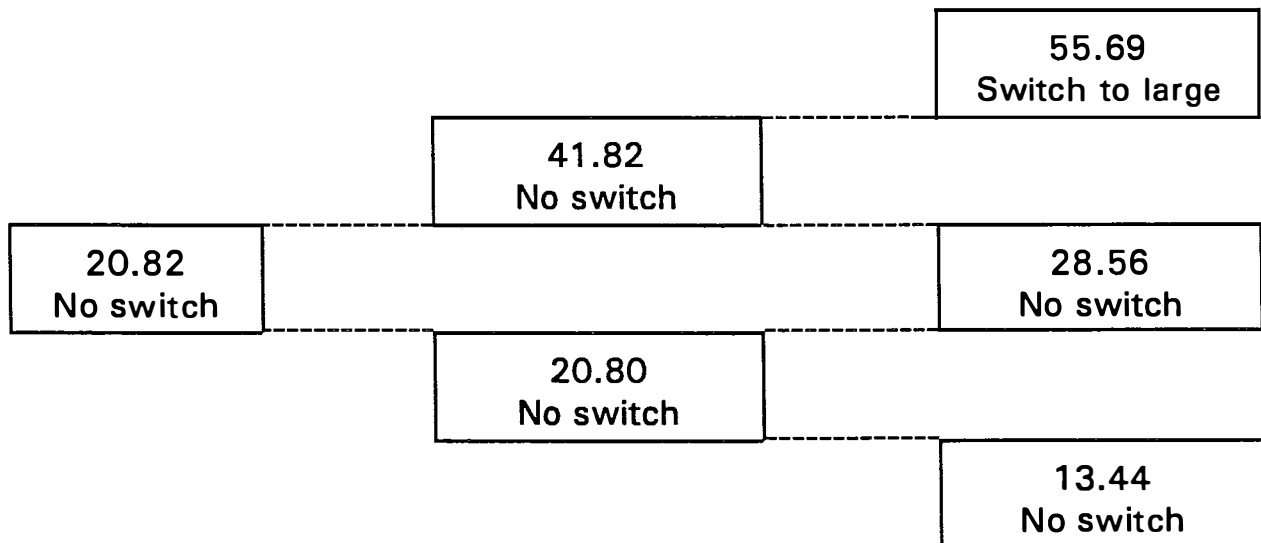 55.69
Switch to large
41.82
No switch
20.82
No switch
28.56
No switch
20.80
No switch
13.44
No switch